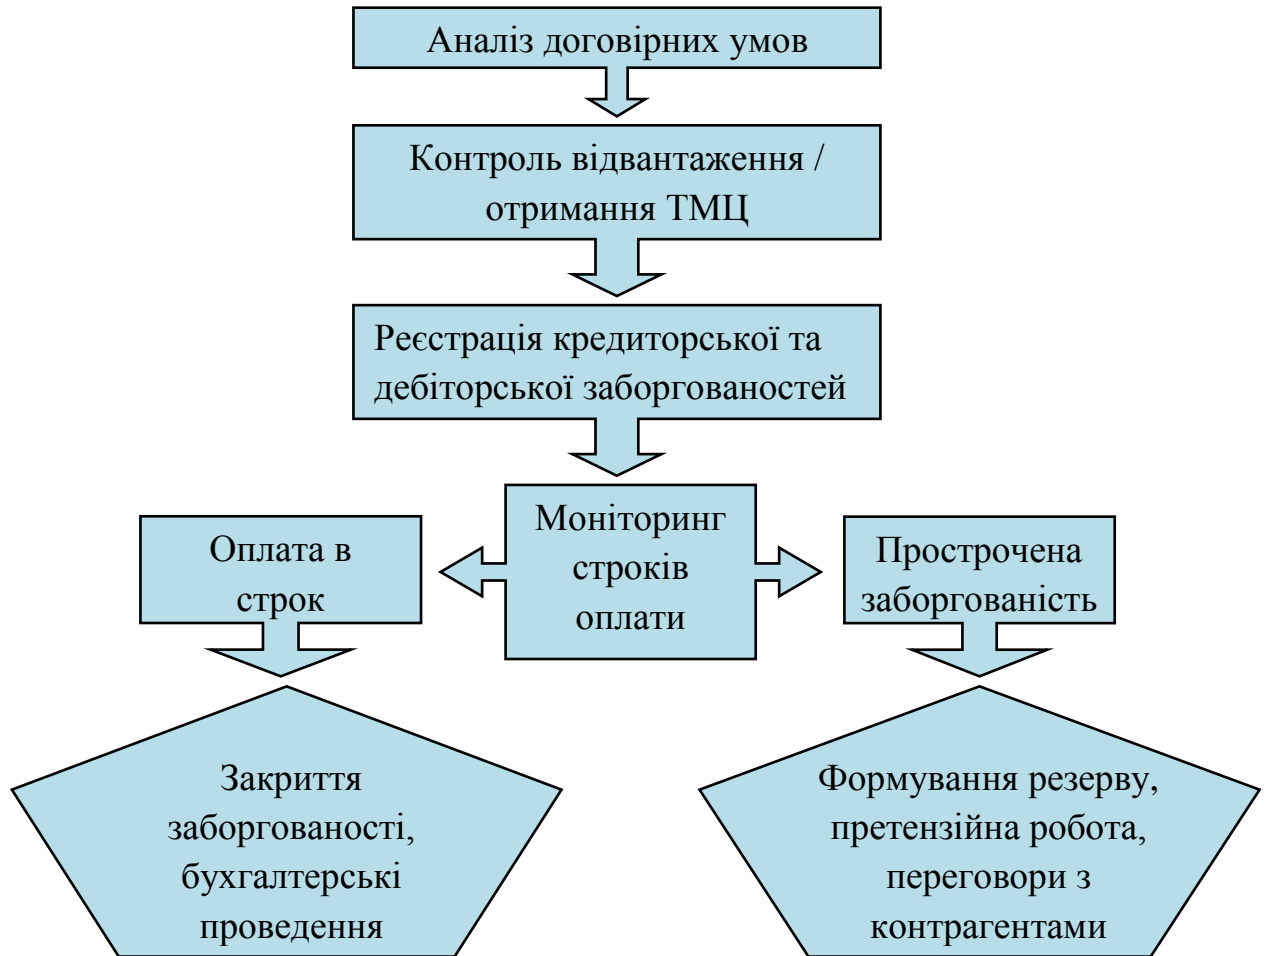 Аналіз договірних умов
Контроль відвантаження /
отримання ТМЦ
Реєстрація кредиторської та
дебіторської заборгованостей
Моніторинг
строків
оплати
Оплата в
строк
Прострочена
заборгованість
Закриття
заборгованості,
бухгалтерські
проведення
Формування резерву,
претензійна робота,
переговори з
контрагентами